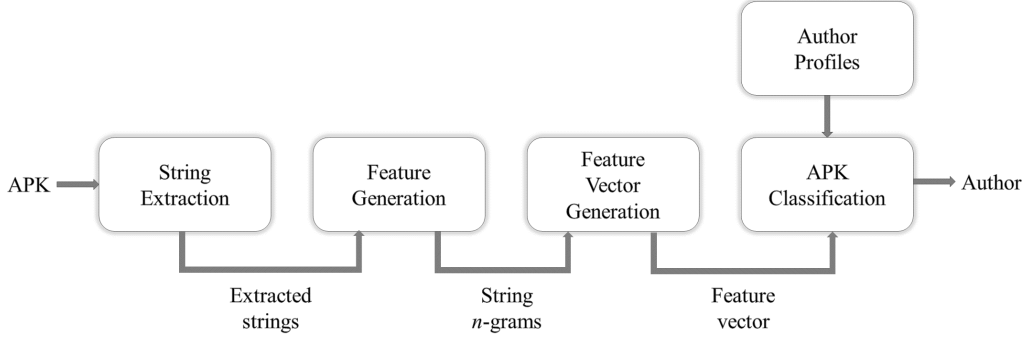 Author
Profiles
APK
String
Extraction
Feature
Generation
Feature
Vector
Generation
APK
Classification
Author
Extracted
strings
String
n-grams
Feature
vector